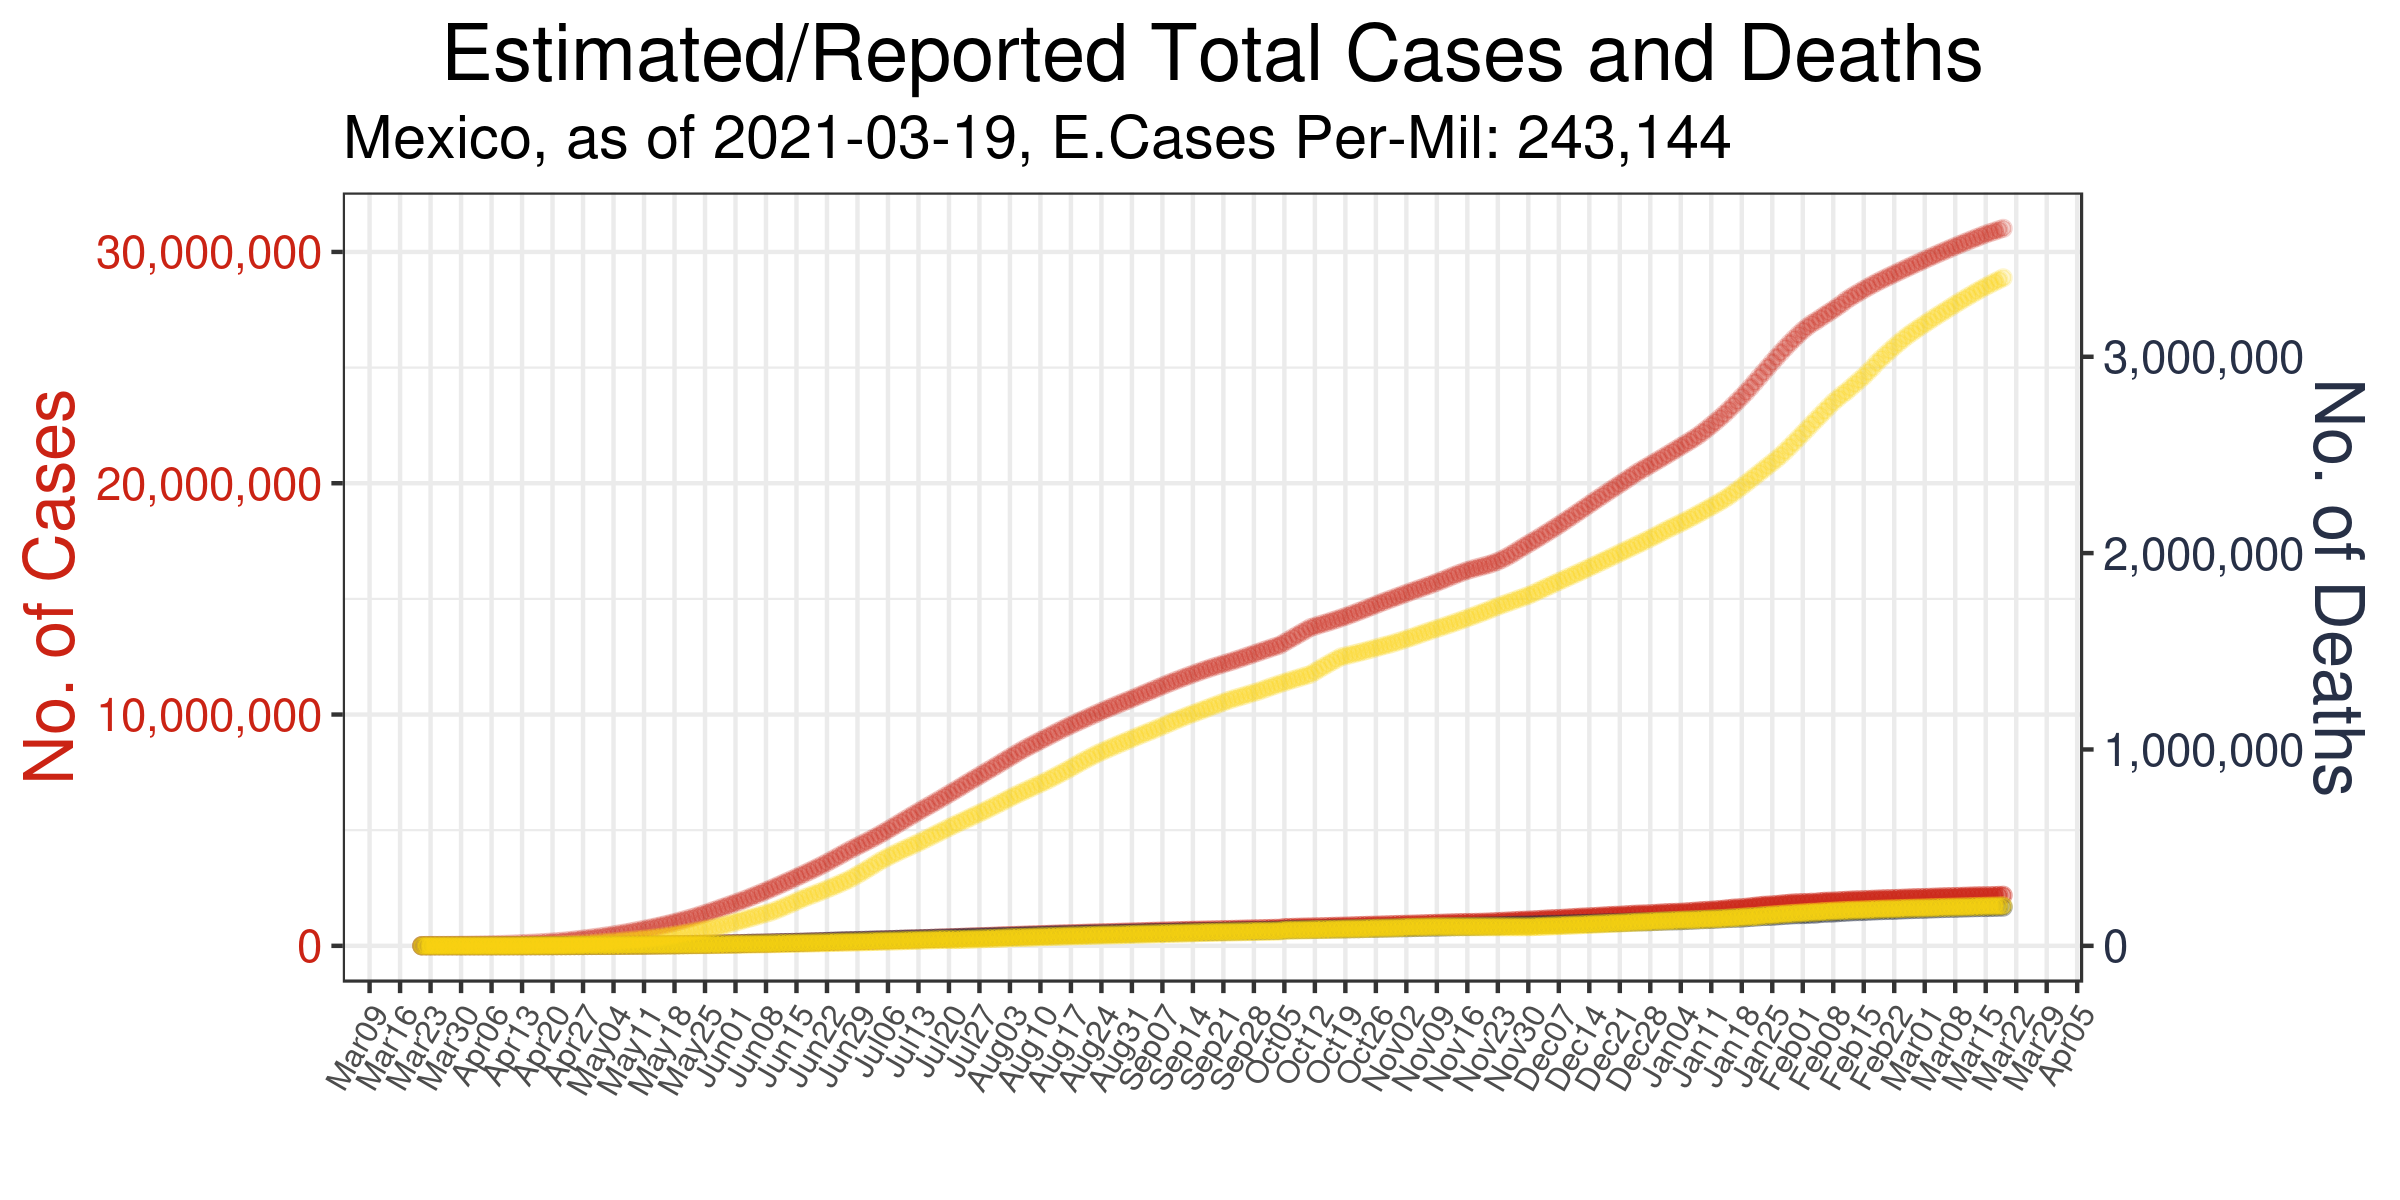 Estimated/Reported Total Cases and Deaths
Mexico, as of 2021-03-19, E.Cases Per-Mil: 243,144
No. of Cases
30,000,000
20,000,000
10,000,000
0
3,000,000
2,000,000
1,000,000
0
No. of Deaths
Mar09
Mar16
Mar23
Mar30
Apr06
Apr13
Apr20
Apr27
May04
May11
May18
May25
Jun01
Jun08
Jun15
Jun22
Jun29
Jul06
Jul13
Jul20
Jul27
Aug03
Aug10
Aug17
Aug24
Aug31
Sep07
Sep14
Sep21
Sep28
Oct05
Oct12
Oct19
Oct26
Nov02
Nov09
Nov16
Nov23
Nov30
Dec07
Dec14
Dec21
Dec28
Jan04
Jan11
Jan18
Jan25
Feb01
Feb08
Feb15
Feb22
Mar01
Mar08
Mar15
Mar22
Mar29
Apr05